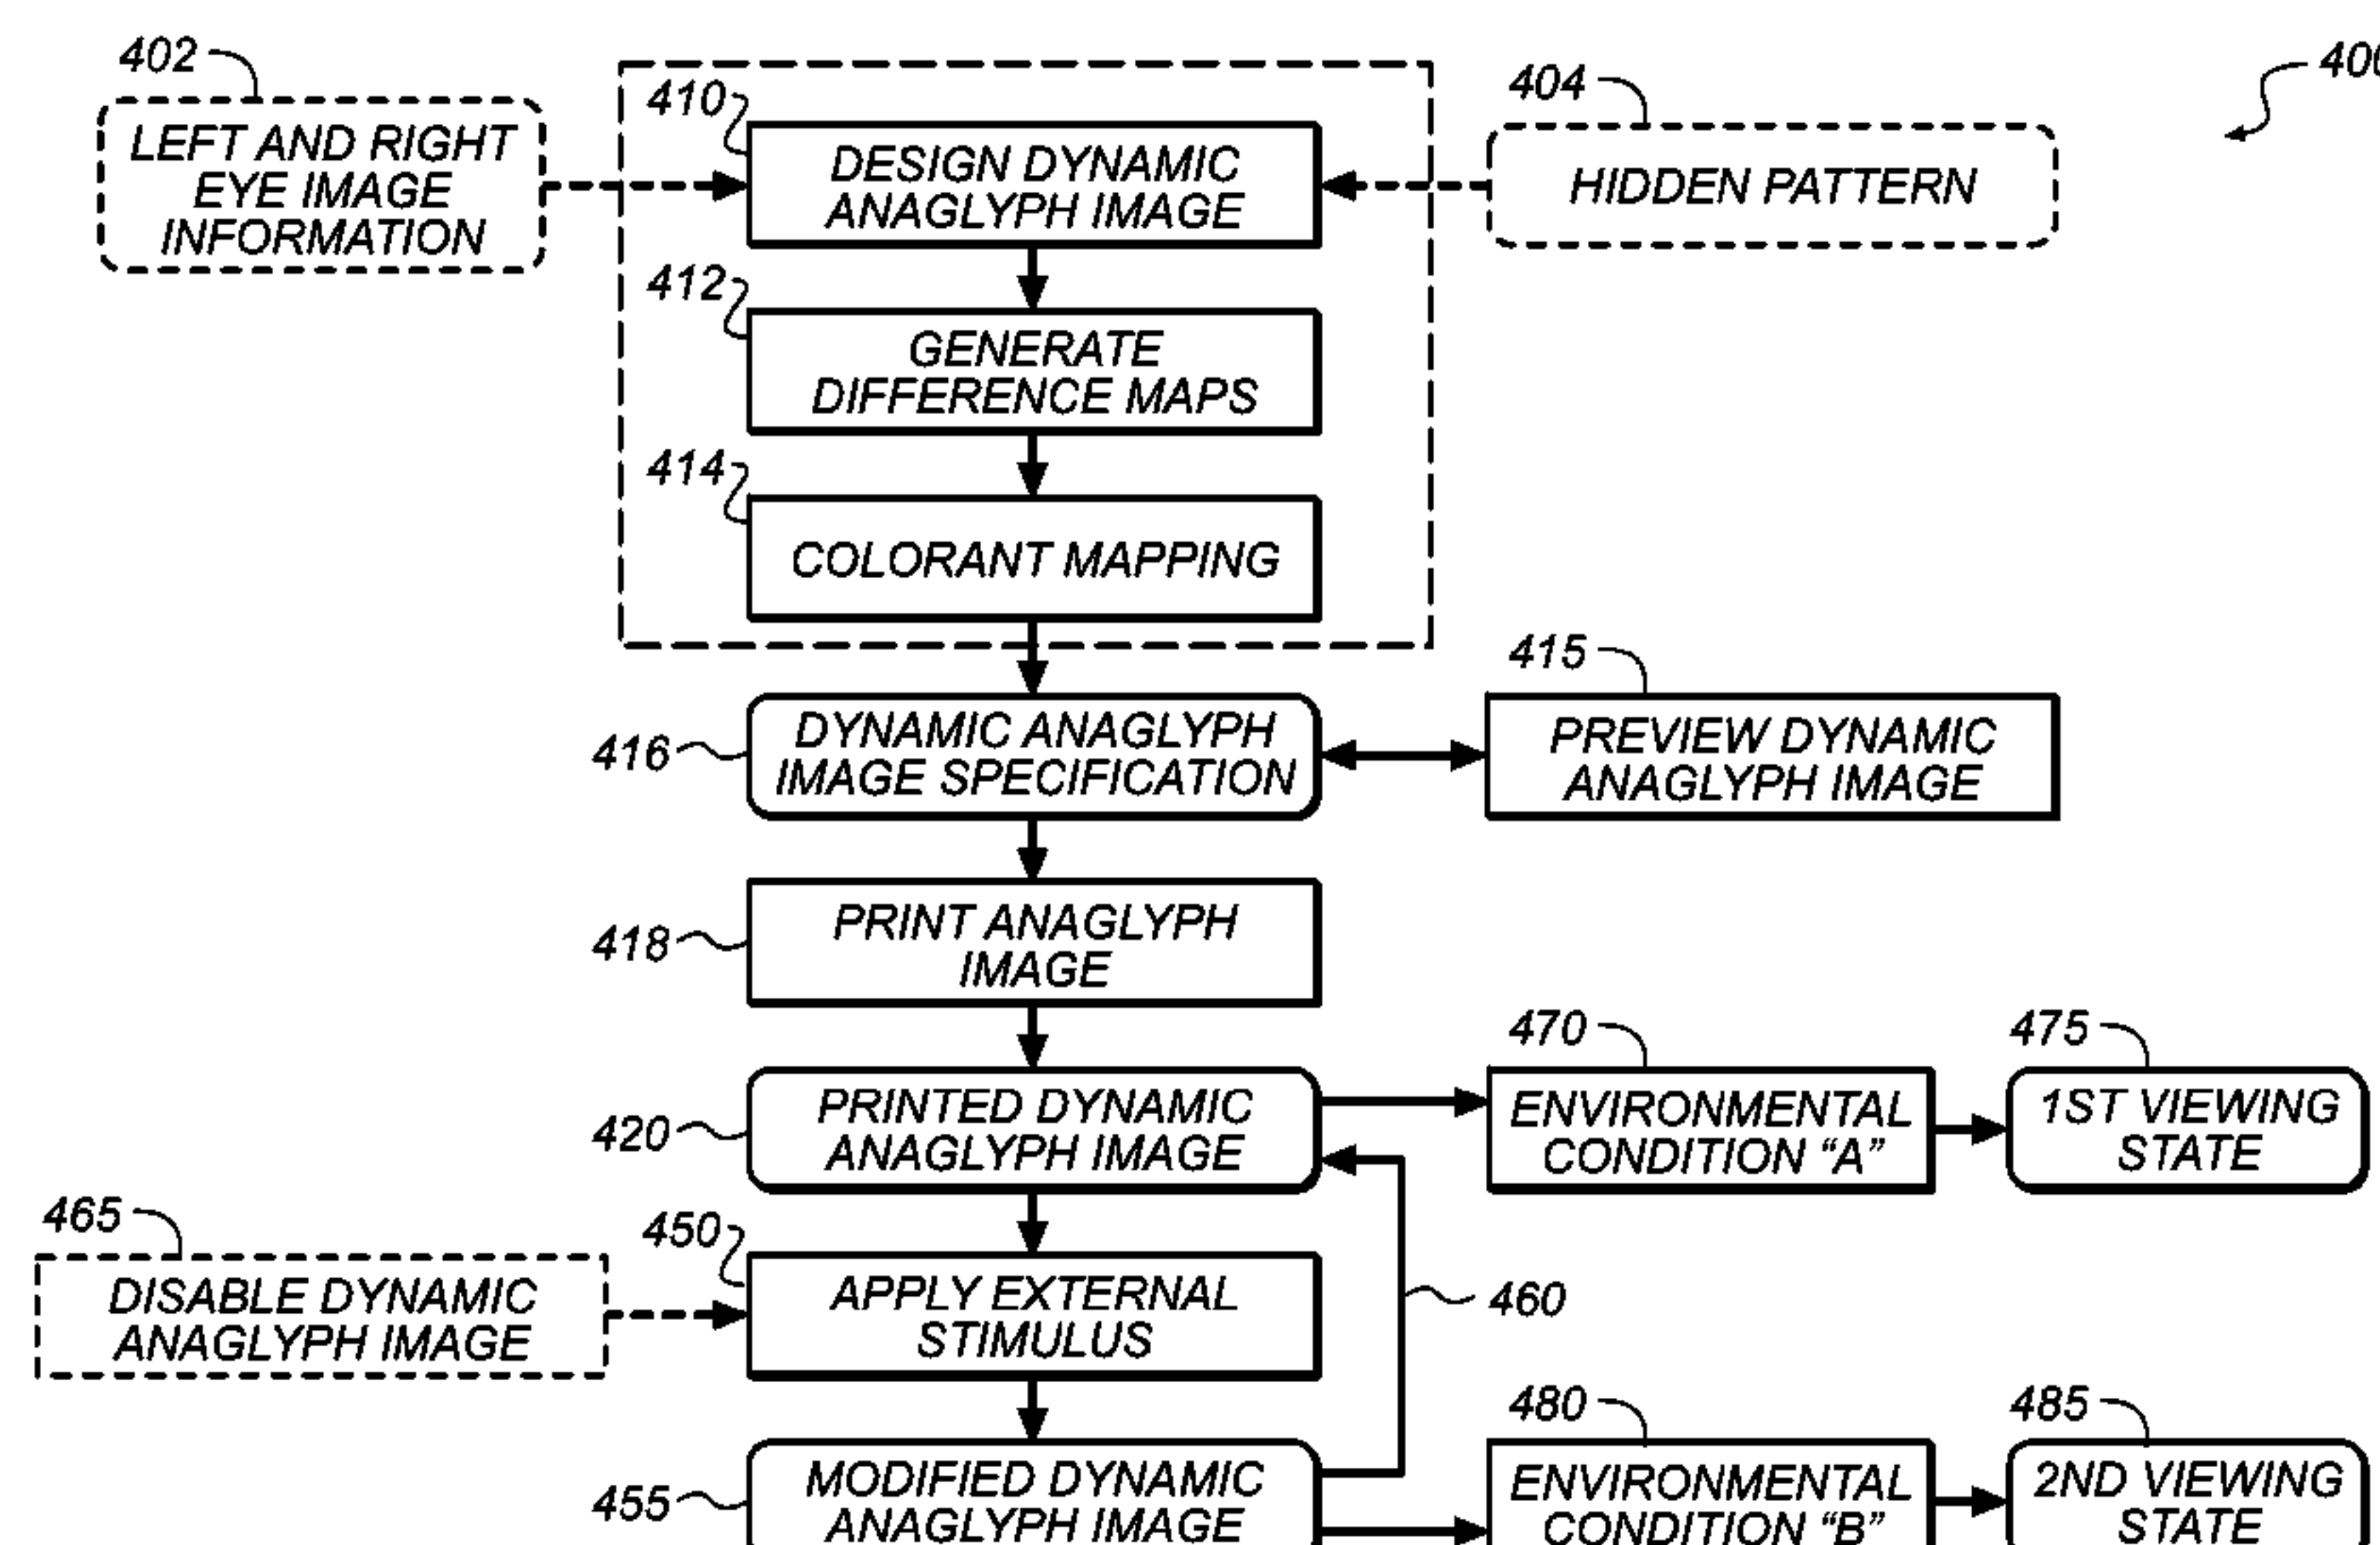 402
410
404
400
LEFT AND RIGHT
EYE IMAGE
INFORMATION
DESIGN DYNAMIC
ANAGLYPH IMAGE
HIDDEN PATTERN
412
GENERATE
DIFFERENCE MAPS
414
COLORANT MAPPING
415
416
DYNAMIC ANAGLYPH
IMAGE SPECIFICATION
PREVIEW DYNAMIC
ANAGLYPH IMAGE
418
PRINT ANAGLYPH
IMAGE
470
475
420
PRINTED DYNAMIC
ANAGLYPH IMAGE
ENVIRONMENTAL
CONDITION “A”
1ST VIEWING
STATE
465
450
DISABLE DYNAMIC
ANAGLYPH IMAGE
APPLY EXTERNAL
STIMULUS
460
480
485
455
MODIFIED DYNAMIC
ANAGLYPH IMAGE
ENVIRONMENTAL
CONDITION “B”
2ND VIEWING
STATE